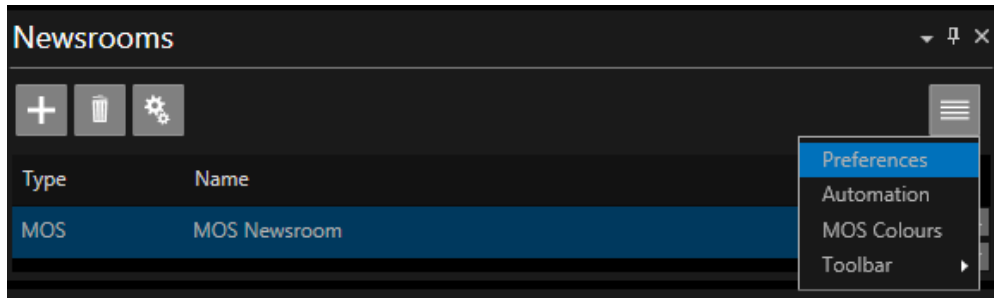 Newsrooms
Preferences
Type Name
Automation
MOS MOS Newsroom
MOS Colours
Toolbar